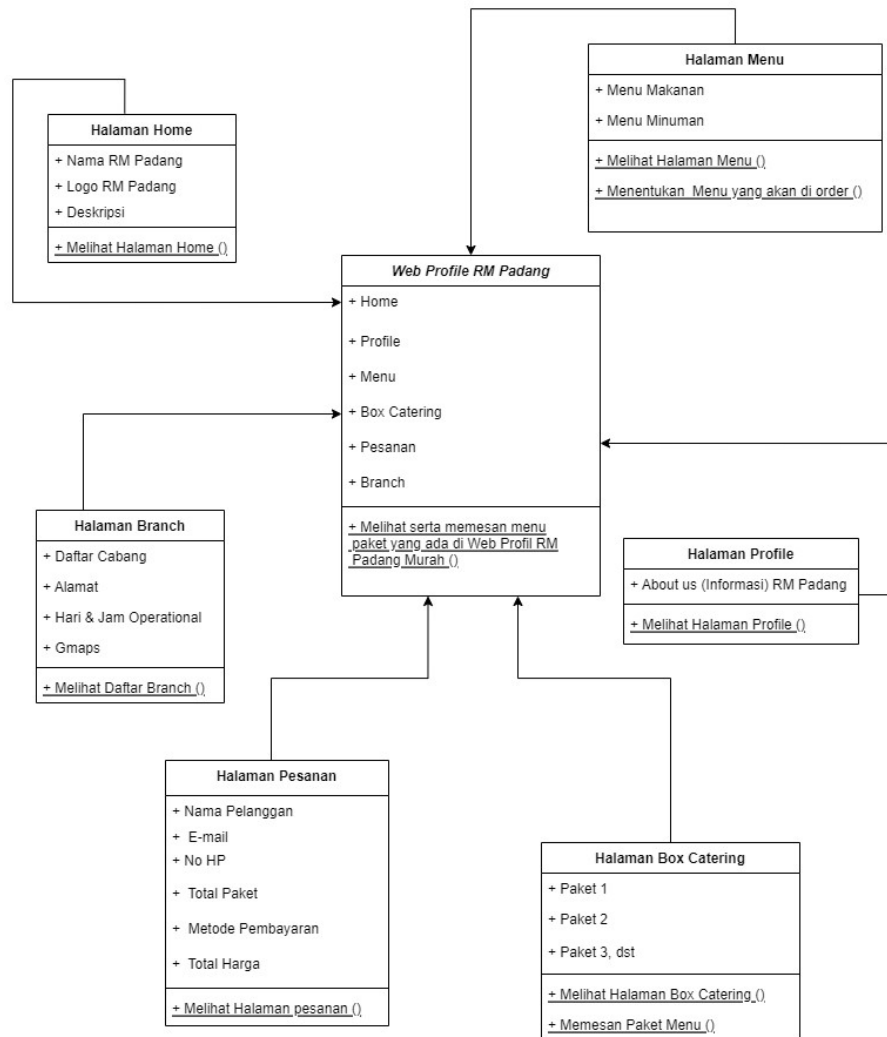 Halaman Menu
+ Menu Makanan
+ Menu Minuman
+ Melihat Halaman Menu ()
+ Menentukan Menu yang akan di order ()
Halaman Home
+ Nama RM Padang
+ Logo RM Padang
+ Deskripsi
+ Melihat Halaman Home ()
Web Profile RM Padang
+ Home
+ Profile
+ Menu
+ Box Catering
+ Pesanan
+ Branch
+ Melihat serta memesan menu
paket yang ada di Web Profil RM
Padang Murah ()
Halaman Branch
+ Daftar Cabang
+ Alamat
+ Hari & Jam Operational
+ Gmaps
+ Melihat Daftar Branch ()
Halaman Profile
+ About us (Informasi) RM Padang
+ Melihat Halaman Profile ()
Halaman Pesanan
+ Nama Pelanggan
+ E-mail
+ No HP
+ Total Paket
+ Metode Pembayaran
+ Total Harga
+ Melihat Halaman pesanan ()
Halaman Box Catering
+ Paket 1
+ Paket 2
+ Paket 3, dst
+ Melihat Halaman Box Catering ()
+ Memesan Paket Menu ()